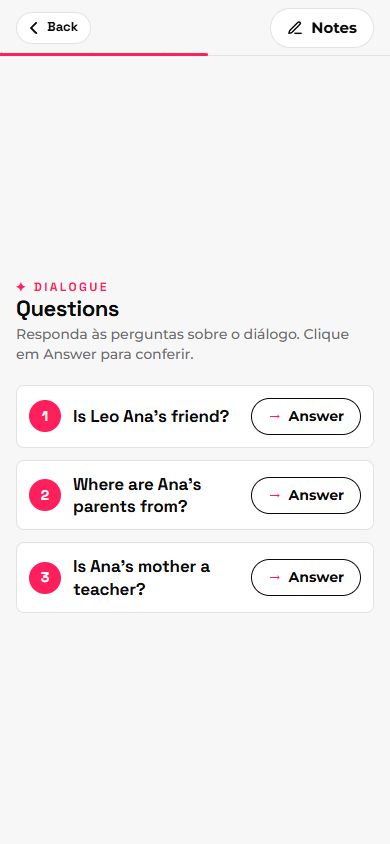 Back
Notes
DIALOGUE
Questions
Responda às perguntas sobre o diálogo. Clique
em Answer para conferir.
1 Is Leo Ana's friend? → Answer
2 Where are Ana's
parents from? → Answer
3 Is Ana's mother a
teacher? → Answer